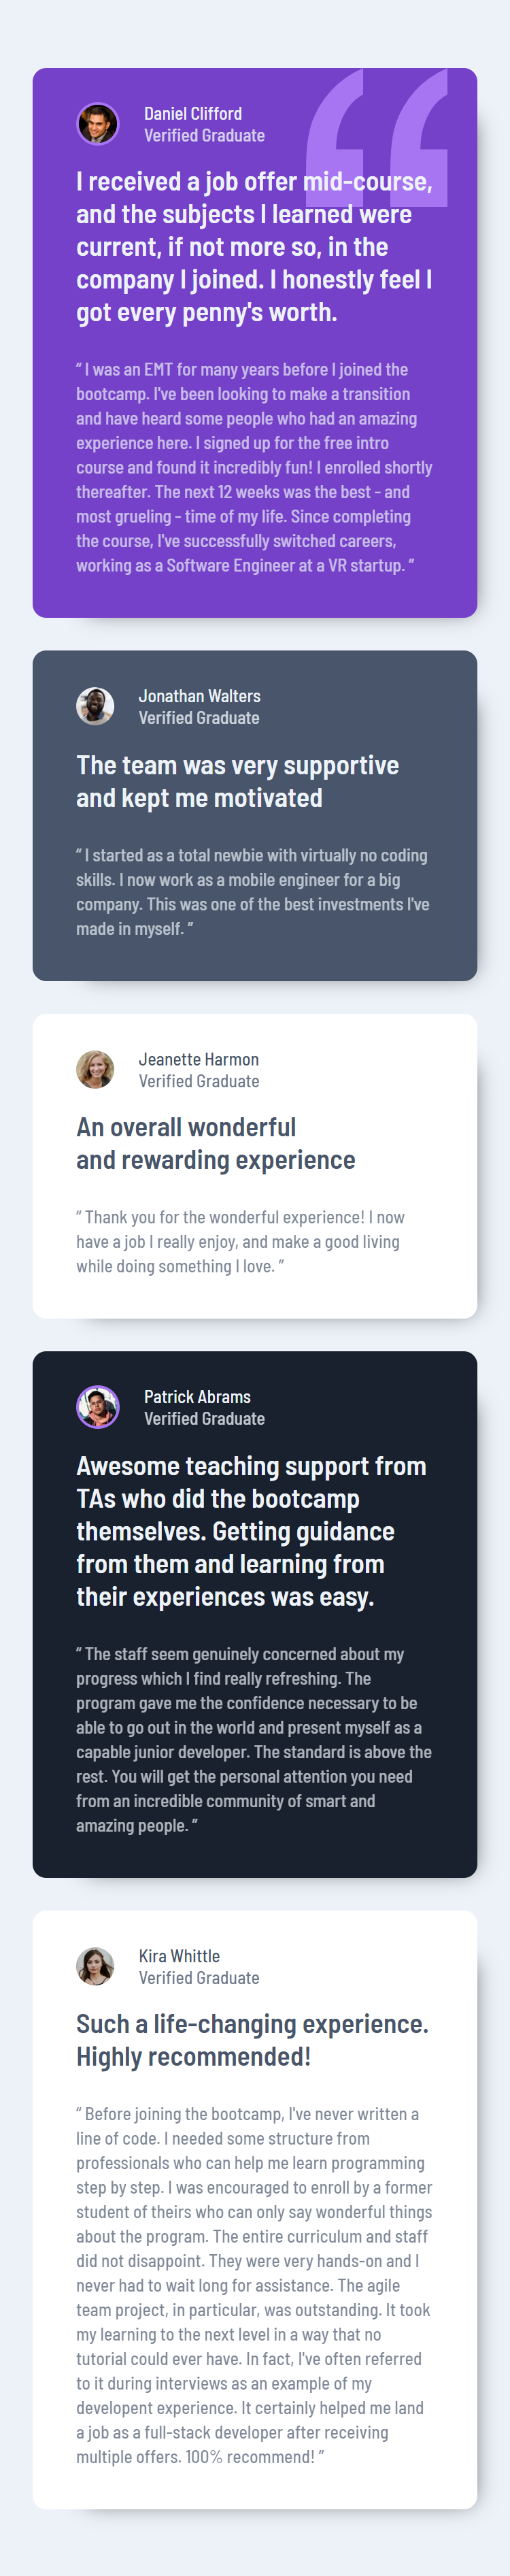 Daniel Clifford
Verified Graduate
I received a job offer mid-course,
and the subjects I learned were
current, if not more so, in the
company I joined. I honestly feel I
got every penny's worth.
“ I was an EMT for many years before I joined the
bootcamp. I've been looking to make a transition
and have heard some people who had an amazing
experience here. I signed up for the free intro
course and found it incredibly fun! I enrolled shortly
thereafter. The next 12 weeks was the best - and
most grueling - time of my life. Since completing
the course, I've successfully switched careers,
working as a Software Engineer at a VR startup. ”
Jonathan Walters
Verified Graduate
The team was very supportive
and kept me motivated
“ I started as a total newbie with virtually no coding
skills. I now work as a mobile engineer for a big
company. This was one of the best investments I've
made in myself. ”
Jeanette Harmon
Verified Graduate
An overall wonderful
and rewarding experience
“ Thank you for the wonderful experience! I now
have a job I really enjoy, and make a good living
while doing something I love. ”
Patrick Abrams
Verified Graduate
Awesome teaching support from
TAs who did the bootcamp
themselves. Getting guidance
from them and learning from
their experiences was easy.
“ The staff seem genuinely concerned about my
progress which I find really refreshing. The
program gave me the confidence necessary to be
able to go out in the world and present myself as a
capable junior developer. The standard is above the
rest. You will get the personal attention you need
from an incredible community of smart and
amazing people. ”
Kira Whittle
Verified Graduate
Such a life-changing experience.
Highly recommended!
“ Before joining the bootcamp, I've never written a
line of code. I needed some structure from
professionals who can help me learn programming
step by step. I was encouraged to enroll by a former
student of theirs who can only say wonderful things
about the program. The entire curriculum and staff
did not disappoint. They were very hands-on and I
never had to wait long for assistance. The agile
team project, in particular, was outstanding. It took
my learning to the next level in a way that no
tutorial could ever have. In fact, I've often referred
to it during interviews as an example of my
developent experience. It certainly helped me land
a job as a full-stack developer after receiving
multiple offers. 100% recommend! ”